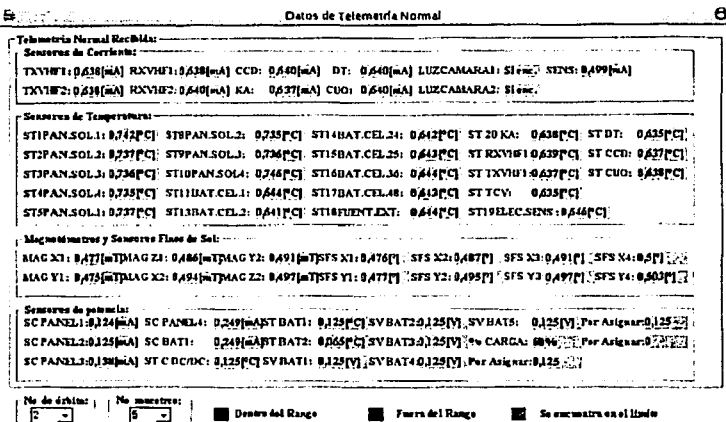 Datos de Telemetría Normal
Telemetria Normal Recibida:
Sensores de Corriente:
TXVHF1: 0,638[mA] RXVHF1: 0,638[mA] CCD: 0,640[mA] DT: 0,640[mA] LUZCAMARA1: SI enc. SENS: 0,499[mA]
TXVHF2: 0,638[mA] RXVHF2: 0,640[mA] KA: 0,637[mA] CUO: 0,640[mA] LUZCAMARA2: SI enc.
Sensores de Temperatura:
ST1PAN.SOL.1: 0,742[°C] ST8PAN.SOL.2: 0,735[°C] ST14BAT.CEL.24: 0,642[°C] ST 20 KA: 0,638[°C] ST DT: 0,635[°C]
ST2PAN.SOL.2: 0,737[°C] ST9PAN.SOL.3: 0,736[°C] ST15BAT.CEL.25: 0,643[°C] ST RXVHF1 0,639[°C] ST CCD: 0,637[°C]
ST3PAN.SOL.3: 0,736[°C] ST10PAN.SOL4: 0,746[°C] ST16BAT.CEL.36: 0,644[°C] ST TXVHF1: 0,637[°C] ST CUO: 0,638[°C]
ST4PAN.SOL.4: 0,735[°C] ST11BAT.CEL.1: 0,644[°C] ST17BAT.CEL.48: 0,643[°C] ST TCV: 0,635[°C]
ST5PAN.SOL.1: 0,737[°C] ST13BAT.CEL.2: 0,641[°C] ST18FUENT.EXT: 0,644[°C] ST19ELEC.SENS: 0,646[°C]
Magnetómetros y Sensores Finos de Sol:
MAG X1: 0,477[mT] MAG Z1: 0,486[mT] MAG Y2: 0,491[mT] SFS X1: 0,476[°] SFS X2: 0,487[°] SFS X3: 0,491[°] SFS X4: 0,5[°]
MAG Y1: 0,475[mT] MAG X2: 0,494[mT] MAG Z2: 0,497[mT] SFS Y1: 0,477[°] SFS Y2: 0,495[°] SFS Y3 0,497[°] SFS Y4: 0,503[°]
Sensores de potencia:
SC PANEL1: 0,124[mA] SC PANEL4: 0,249[mA] ST BAT1: 0,125[°C] SV BAT2: 0,125[V] SV BAT5: 0,125[V] Por Asignar: 0,125
SC PANEL2: 0,125[mA] SC BAT1: 0,249[mA] ST BAT2: 0,065[°C] SV BAT3: 0,125[V] % CARGA: 60% Por Asignar: 0
SC PANEL3: 0,138[mA] ST C DC/DC: 0,125[°C] SV BAT1: 0,125[V] SV BAT4: 0,125[V] Por Asignar: 0,125
No de órbita: No muestreo:
2 5 Dentro del Rango Fuera del Rango Se encuentra en el límite